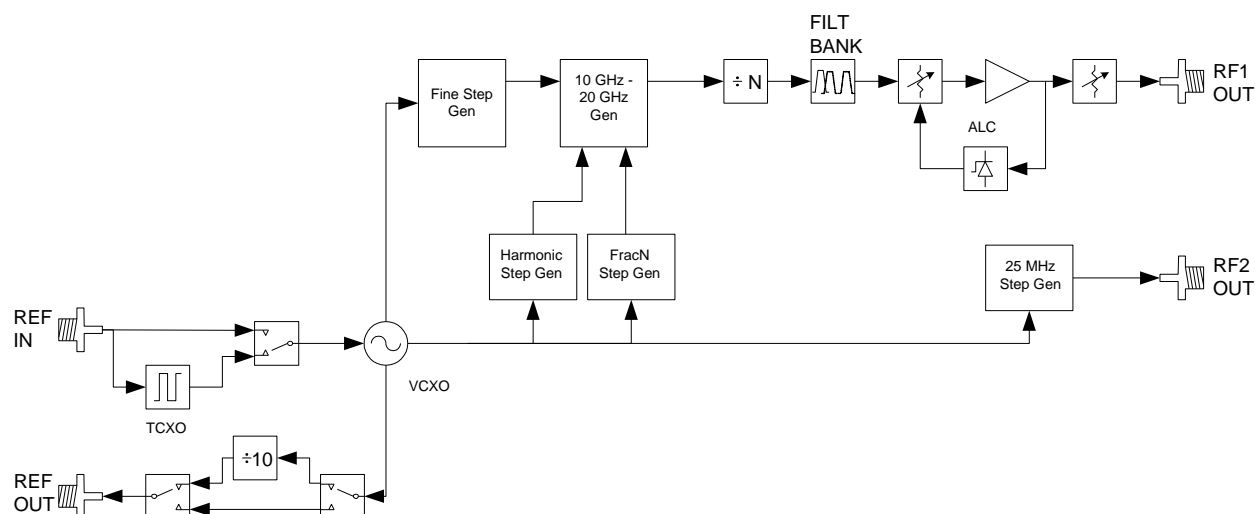 FILT
BANK
Fine Step
Gen
10 GHz -
20 GHz
Gen
÷ N
RF1
OUT
ALC
Harmonic
Step Gen
FracN
Step Gen
25 MHz
Step Gen
RF2
OUT
REF
IN
VCXO
TCXO
÷10
REF
OUT